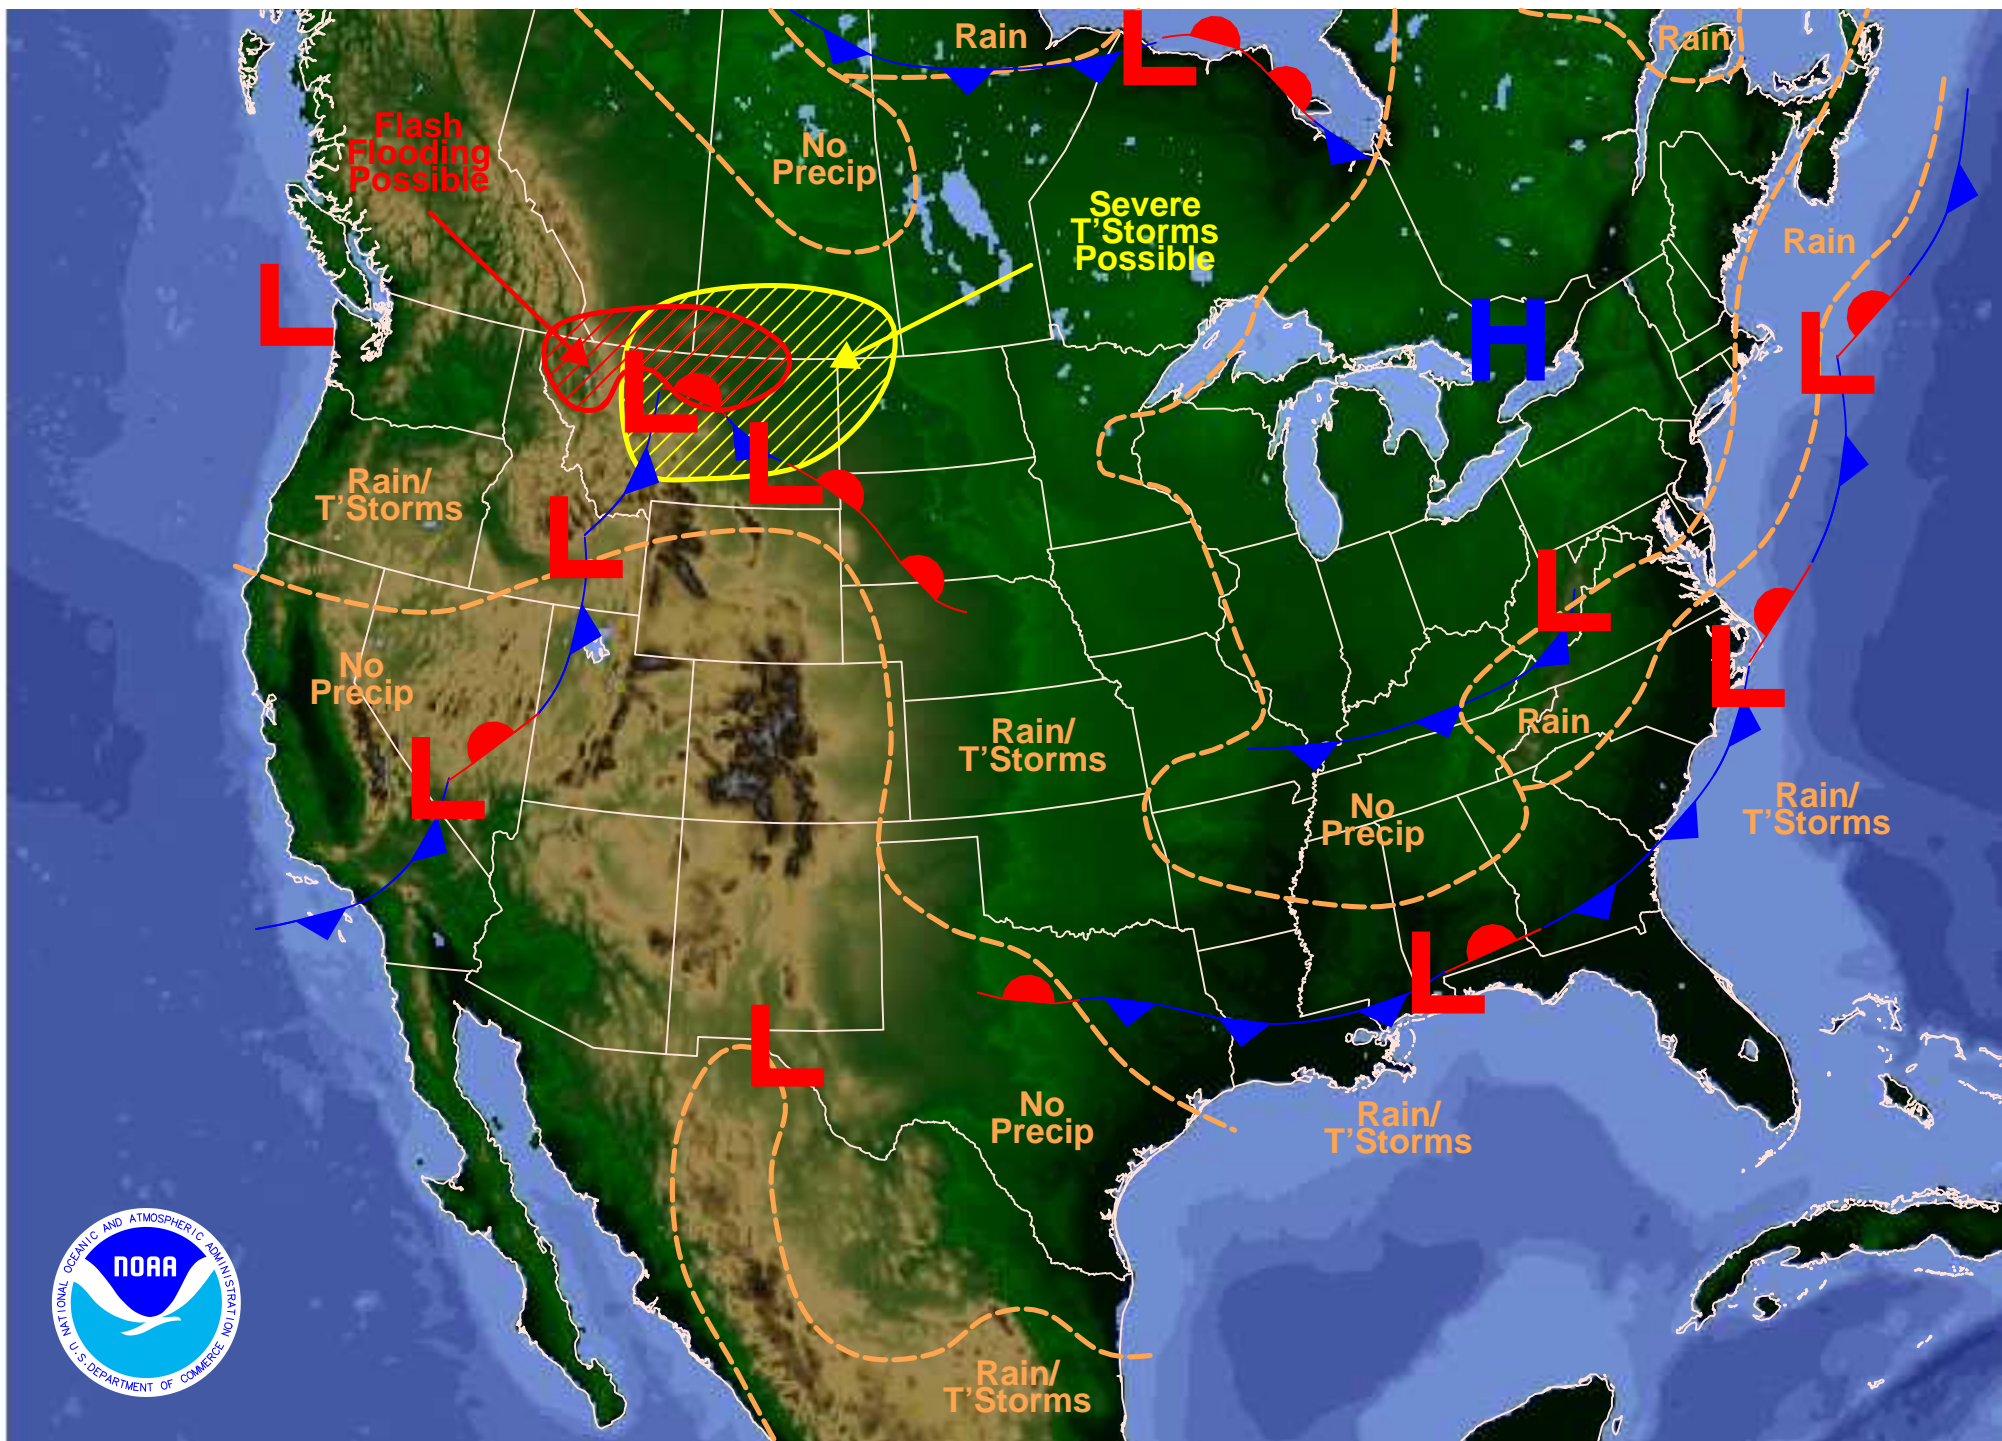 Rain
Rain
Flash
Flooding
Possible
No
Precip
Severe
T'Storms
Possible
Rain
L
L
H
L
L
L
Rain/
T'Storms
L
L
No
Precip
L
Rain/
T'Storms
Rain
L
L
Rain/
T'Storms
No
Precip
L
L
No
Precip
Rain/
T'Storms
NATIONAL OCEANIC AND ATMOSPHERIC ADMINISTRATION
NOAA
U.S. DEPARTMENT OF COMMERCE
Rain/
T'Storms